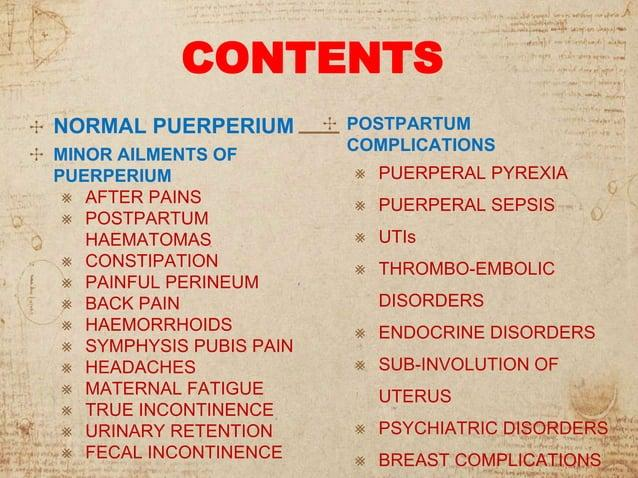 CONTENTS
NORMAL PUERPERIUM
MINOR AILMENTS OF
PUERPERIUM
AFTER PAINS
POSTPARTUM
HAEMATOMAS
CONSTIPATION
PAINFUL PERINEUM
BACK PAIN
HAEMORRHOIDS
SYMPHYSIS PUBIS PAIN
HEADACHES
MATERNAL FATIGUE
TRUE INCONTINENCE
URINARY RETENTION
FECAL INCONTINENCE
POSTPARTUM
COMPLICATIONS
PUERPERAL PYREXIA
PUERPERAL SEPSIS
UTIs
THROMBO-EMBOLIC
DISORDERS
ENDOCRINE DISORDERS
SUB-INVOLUTION OF
UTERUS
PSYCHIATRIC DISORDERS
BREAST COMPLICATIONS